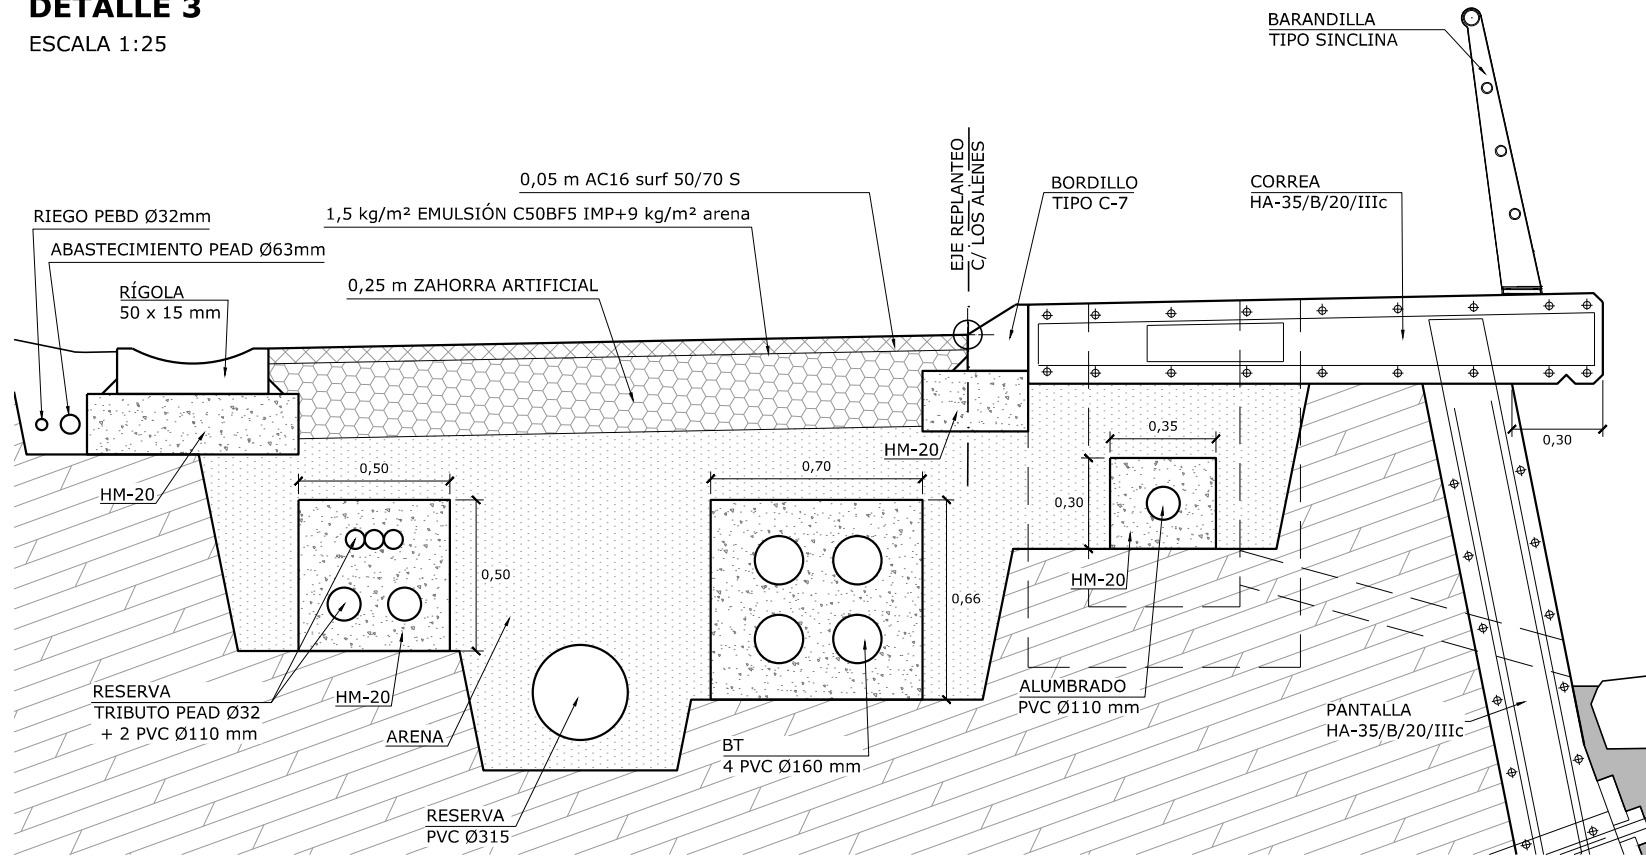 DETALLE 3
ESCALA 1:25
BARANDILLA
TIPO SINCLINA
0,05 m AC16 surf 50/70 S
EJE REPLANTEO
C/ LOS ALENES
BORDILLO
TIPO C-7
CORREA
HA-35/B/20/IIIc
RIEGO PEBD Ø32mm
1,5 kg/m² EMULSIÓN C50BF5 IMP+9 kg/m² arena
ABASTECIMIENTO PEAD Ø63mm
RÍGOLA
50 x 15 mm
0,25 m ZAHORRA ARTIFICIAL
0,35
0,30
HM-20
0,50
0,70
HM-20
0,30
0,50
0,66
HM-20
RESERVA
TRIBUTO PEAD Ø32
+ 2 PVC Ø110 mm
HM-20
ARENA
ALUMBRADO
PVC Ø110 mm
PANTALLA
HA-35/B/20/IIIc
BT
4 PVC Ø160 mm
RESERVA
PVC Ø315